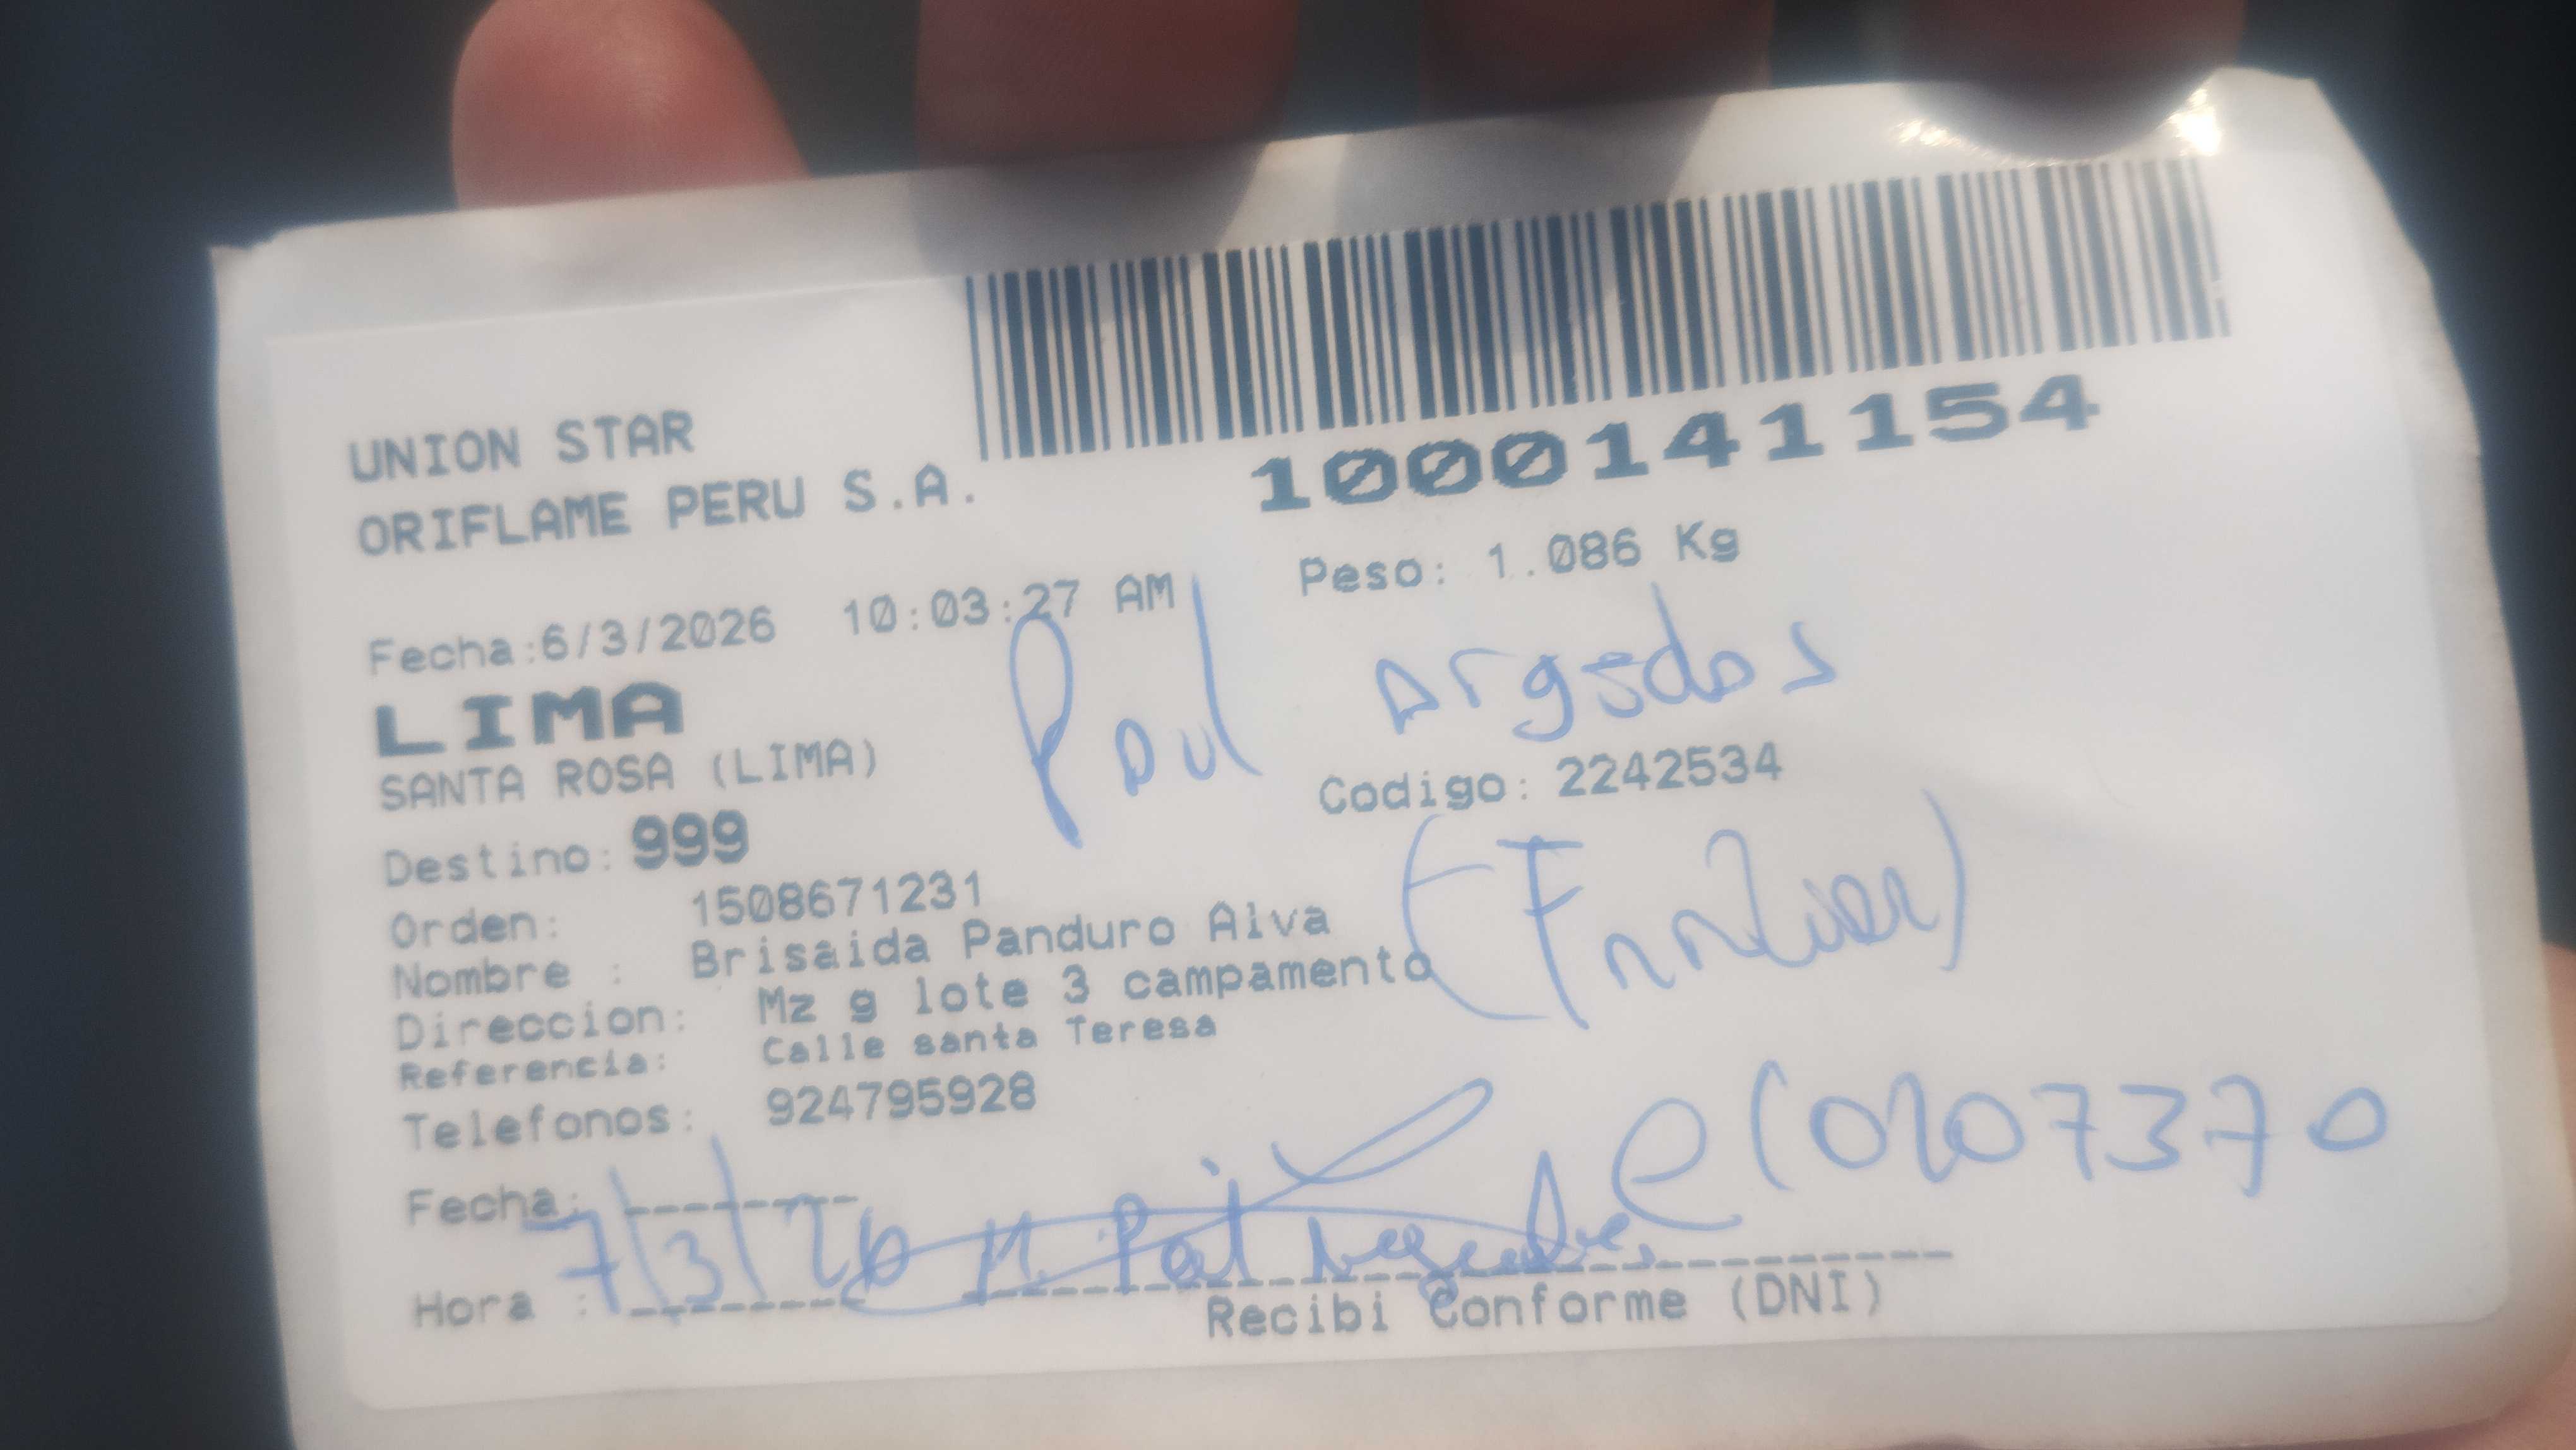 UNION STAR
ORIFLAME PERU S.A.
1000141154
Fecha:6/3/2026 10:03:27 AM
Peso: 1.086 Kg
LIMA
Paul Argedas
SANTA ROSA (LIMA)
Codigo: 2242534
Destino: 999
(Familiar)
Orden: 1508671231
Nombre : Brisaida Panduro Alva
Direccion: Mz g lote 3 campamento
Referencia: Calle santa Teresa
Telefonos: 924795928
Fecha:
7/3/26
Hora :
Recibi Conforme (DNI)